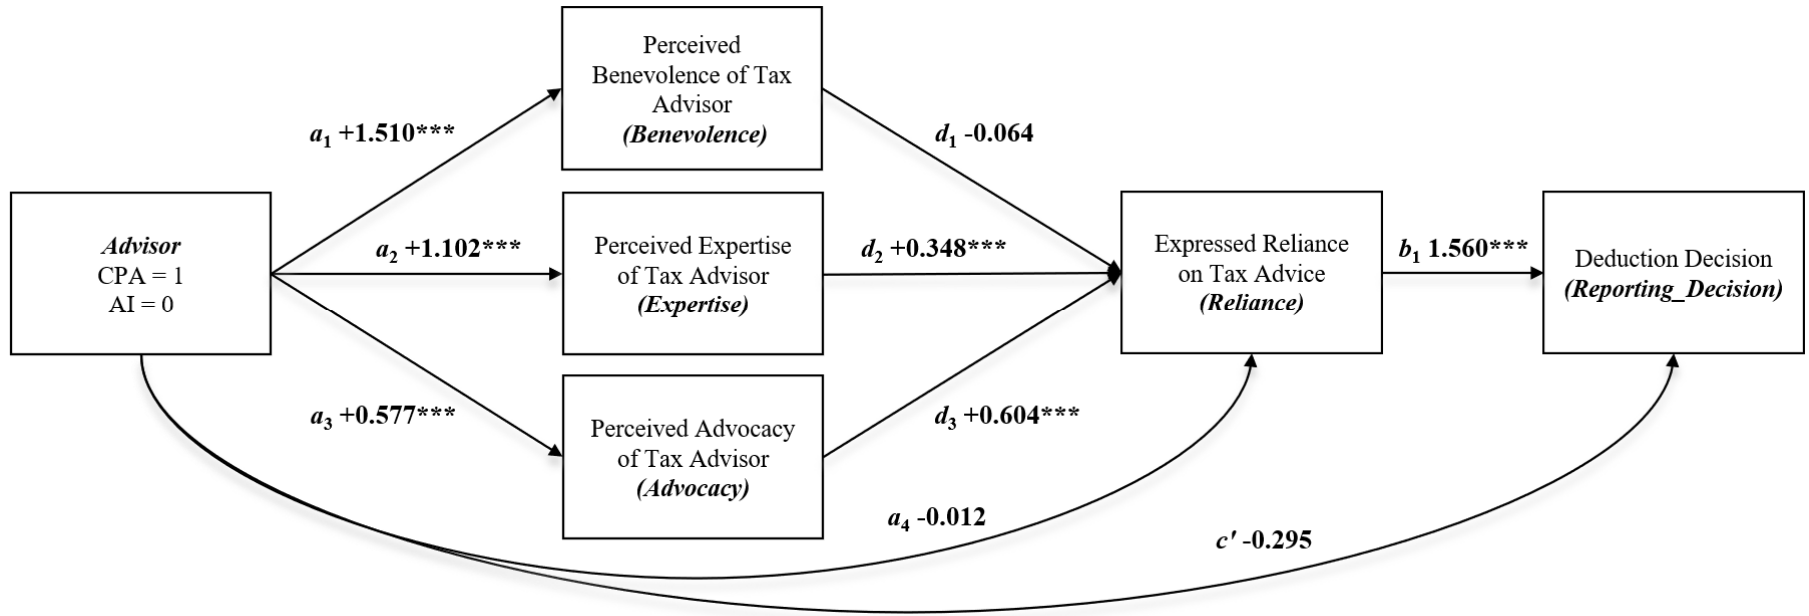 Advisor
CPA = 1
AI = 0
a1 +1.510***
a2 +1.102***
a3 +0.577***
Perceived
Benevolence of Tax
Advisor
(Benevolence)
Perceived Expertise
of Tax Advisor
(Expertise)
Perceived Advocacy
of Tax Advisor
(Advocacy)
d1 -0.064
d2 +0.348***
d3 +0.604***
Expressed Reliance
on Tax Advice
(Reliance)
b1 1.560***
Deduction Decision
(Reporting_Decision)
a4 -0.012
c' -0.295